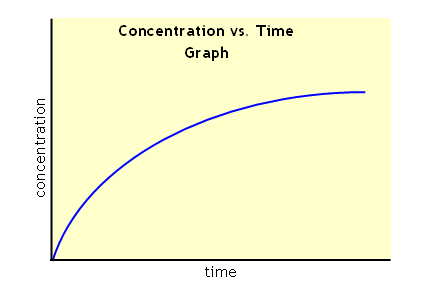 Concentration vs. Time
Graph
concentration
time